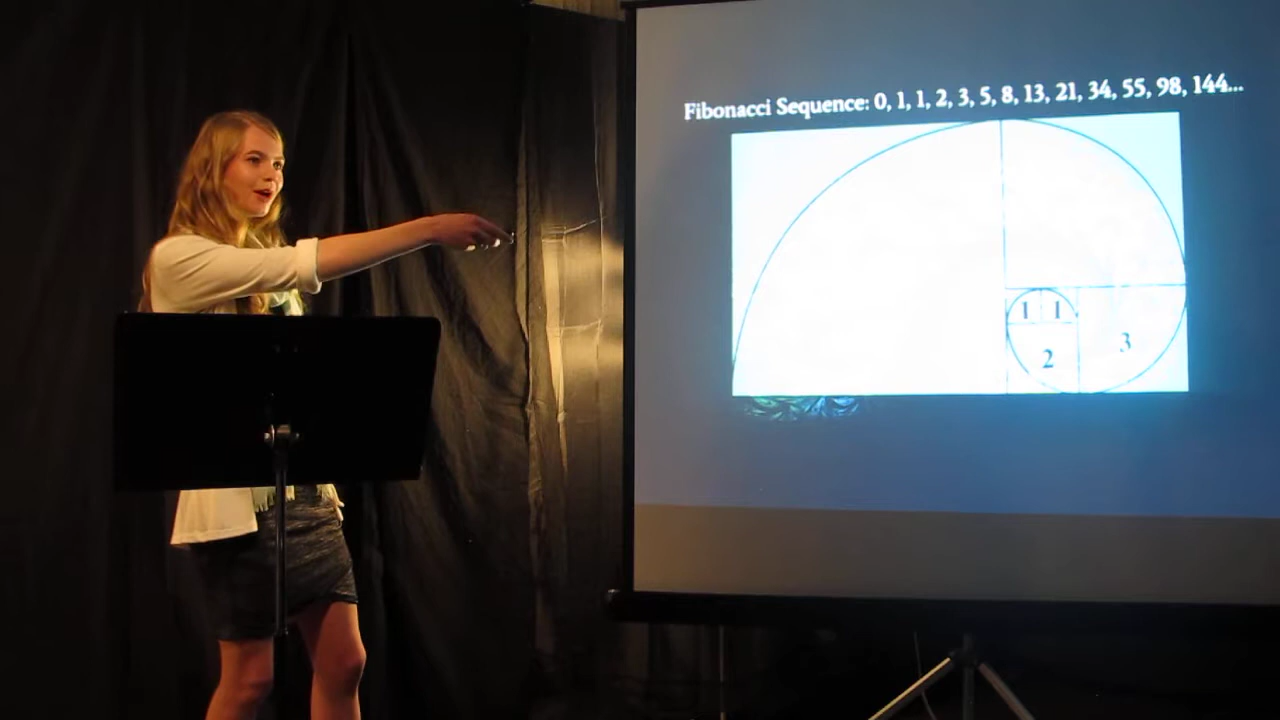 Fibonacci Sequence: 0, 1, 1, 2, 3, 5, 8, 13, 21, 34, 55, 98, 144...
1 1
2 3